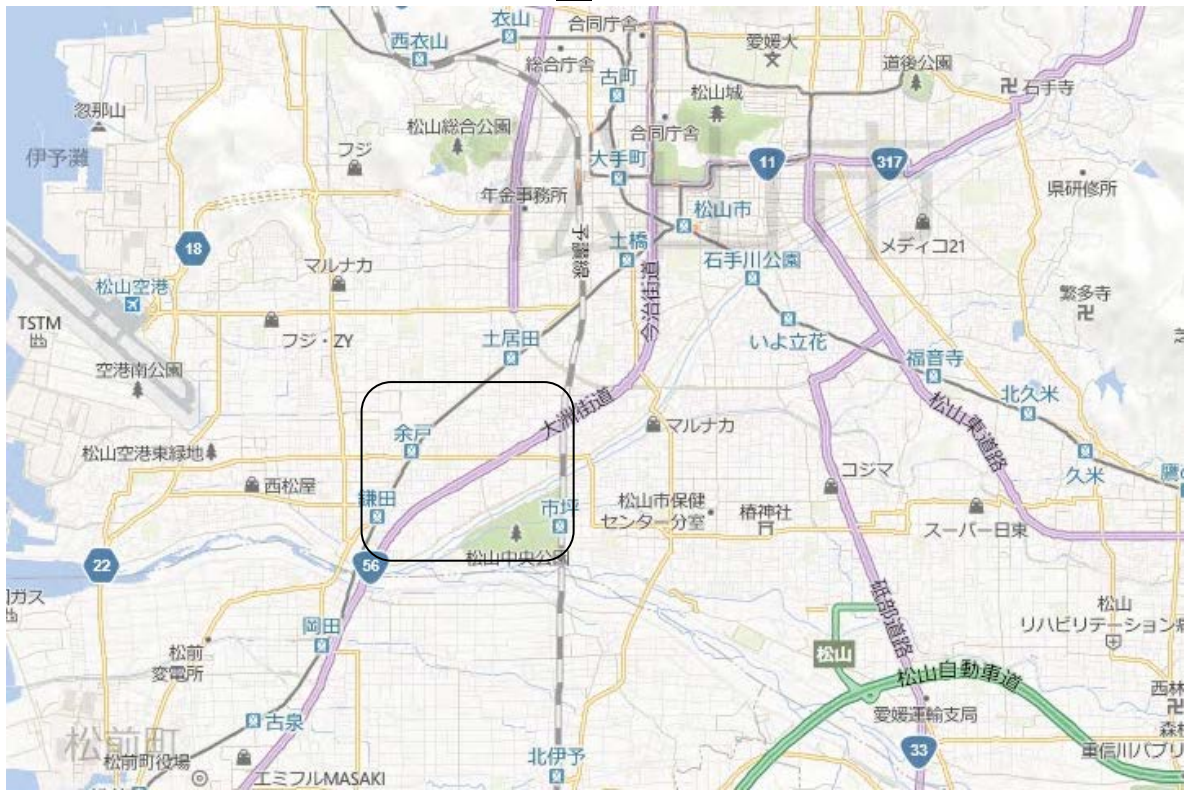 衣山
合同庁舎
西衣山
総合庁舎
愛媛大
古町
道後公園
石手寺
忽那山
松山城
松山総合公園
合同庁舎
伊予灘
フジ
大手町
11
317
年金事務所
県研修所
松山市
18
予讃線
土橋
メディコ21
石手川公園
マルナカ
松山空港
今治街道
繁多寺
TSTM
フジ・ZY
土居田
いよ立花
福音寺
空港南公園
北久米
大洲街道
松山東道路
マルナカ
余戸
松山空港東緑地
久米
コジマ
西松屋
鎌田
市坪
松山市保健
センター分室
椿神社
スーパー日東
松山中央公園
22
56
砥部道路
松山
リハビリテーション
岡田
松山
松前
変電所
松山自動車道
愛媛運輸支局
古泉
松前町
33
重信川パブリ
松前町役場
北伊予
エミフルMASAKI